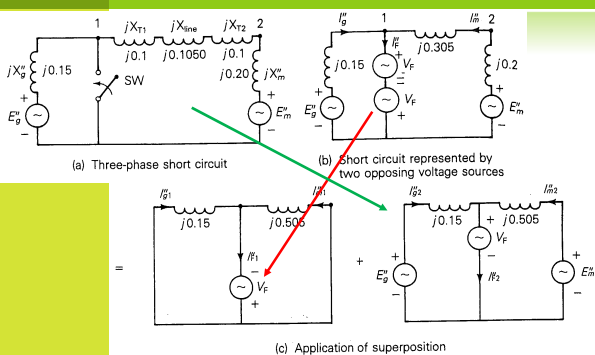 1 jX_T1 jX_line jX_T2 2
j0.1 j0.1050 j0.1
jX"_g j0.15 SW j0.20 jX"_m
+ +
E"_g E"_m
− −
(a) Three-phase short circuit
I"_g 1 I"_m 2
I"_F j0.305
+
j0.15 V_F j0.2
−
−
+ +
E"_g V_F E"_m
− + −
(b) Short circuit represented by
two opposing voltage sources
I"_g1 I"_m1
j0.15 j0.505
I"_F1
−
= V_F
+
+
I"_g2 I"_m2
j0.15 + j0.505
V_F
−
+ +
E"_g I"_F2 E"_m
− −
(c) Application of superposition